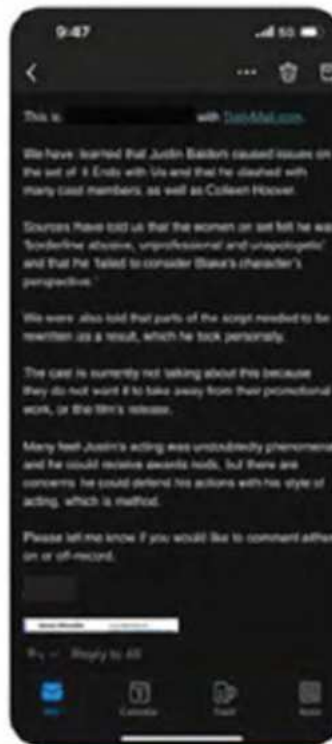 9:47
5G
This is with DailyMail.com.
We have learned that Justin Baldoni caused issues on
the set of It Ends with Us and that he clashed with
many cast members, as well as Colleen Hoover.
Sources have told us that the women on set felt he was
'borderline abusive, unprofessional and unapologetic'
and that he 'failed to consider Blake's character's
perspective.'
We were also told that parts of the script needed to be
rewritten as a result, which he took personally.
The cast is currently not talking about this because
they do not want it to take away from their promotional
work, or the film's release.
Many feel Justin's acting was undoubtedly phenomena
and he could receive awards nods, but there are
concerns he could defend his actions with his style of
acting, which is method.
Please let me know if you would like to comment either
on or off-record.
Reply to All
Calendar